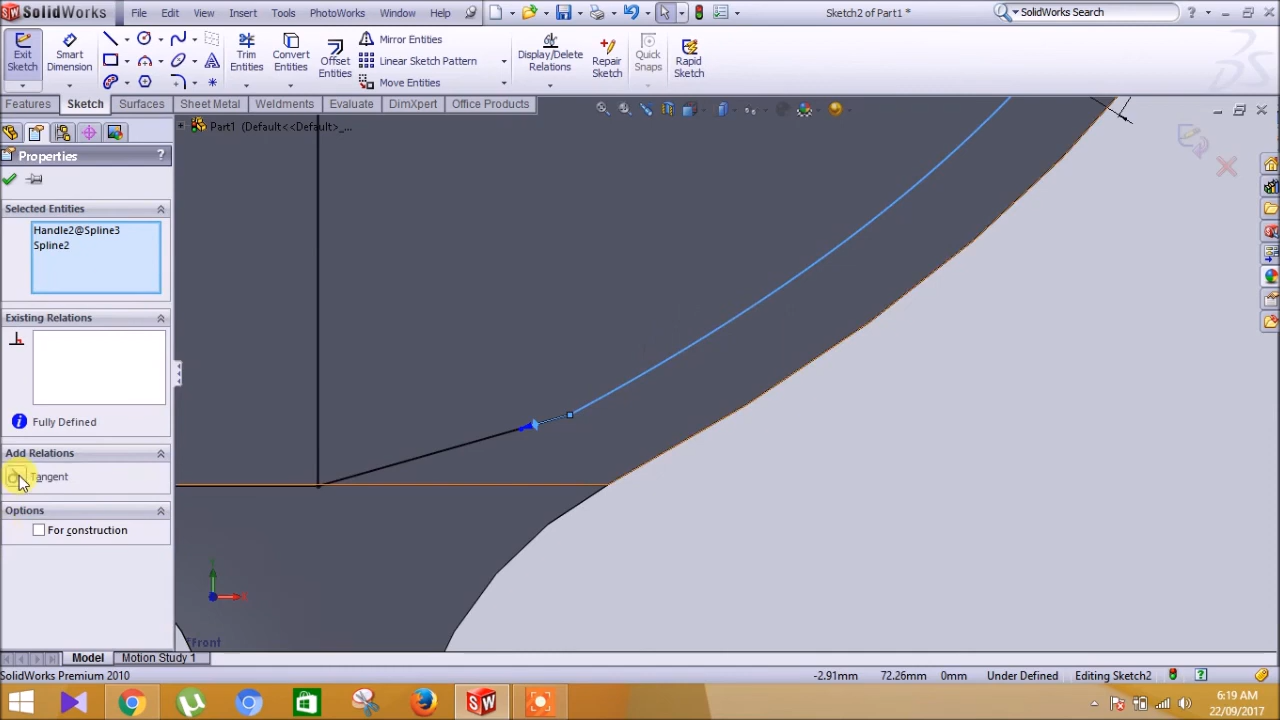 SolidWorks
File Edit View Insert Tools PhotoWorks Window Help
Sketch2 of Part1 *
SolidWorks Search
Exit Sketch
Smart Dimension
Trim Entities
Convert Entities
Offset Entities
Mirror Entities
Linear Sketch Pattern
Move Entities
Display/Delete Relations
Repair Sketch
Quick Snaps
Rapid Sketch
Features Sketch Surfaces Sheet Metal Weldments Evaluate DimXpert Office Products
Part1 (Default<<Default>_...
Properties ?
Selected Entities
Handle2@Spline3
Spline2
Existing Relations
Fully Defined
Add Relations
Tangent
Options
For construction
*Front
Model Motion Study 1
SolidWorks Premium 2010
-2.91mm 72.26mm 0mm Under Defined Editing Sketch2
6:19 AM
22/09/2017